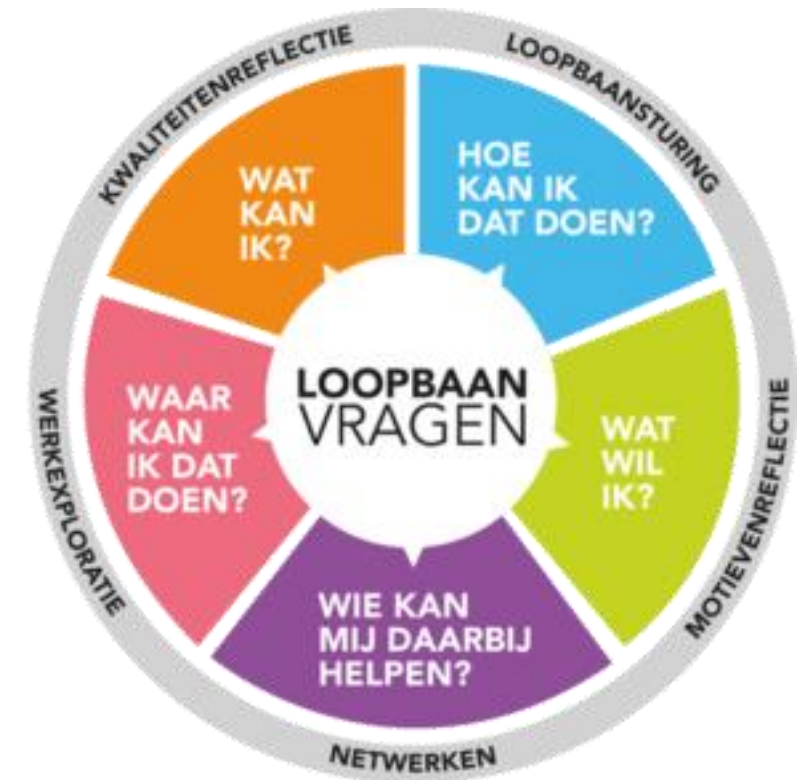 KWALITEITENREFLECTIE
LOOPBAANSTURING
WAT
KAN
IK?
HOE
KAN IK
DAT DOEN?
WAAR
KAN
IK DAT
DOEN?
LOOPBAAN
VRAGEN
WAT
WIL
IK?
WERKEXPLORATIE
MOTIEVENREFLECTIE
WIE KAN
MIJ DAARBIJ
HELPEN?
NETWERKEN